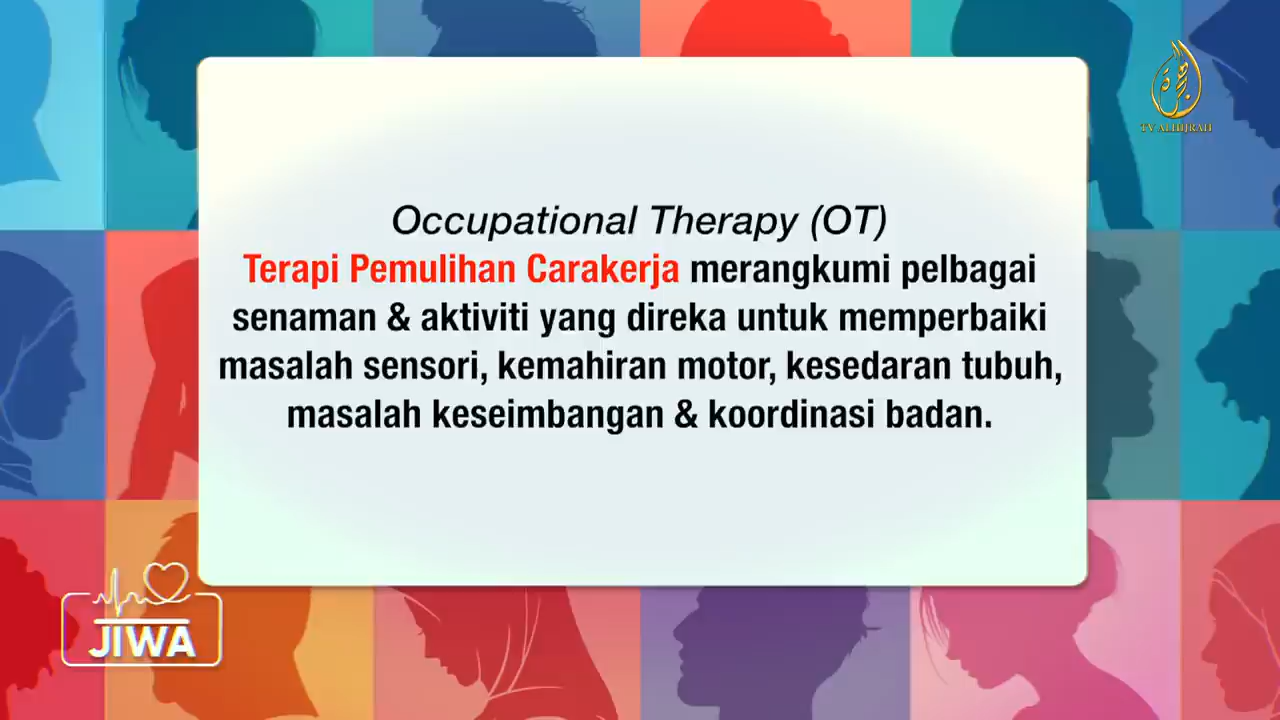 هجرة
TV ALHIJRAH
Occupational Therapy (OT)
Terapi Pemulihan Carakerja merangkumi pelbagai
senaman & aktiviti yang direka untuk memperbaiki
masalah sensori, kemahiran motor, kesedaran tubuh,
masalah keseimbangan & koordinasi badan.
JIWA